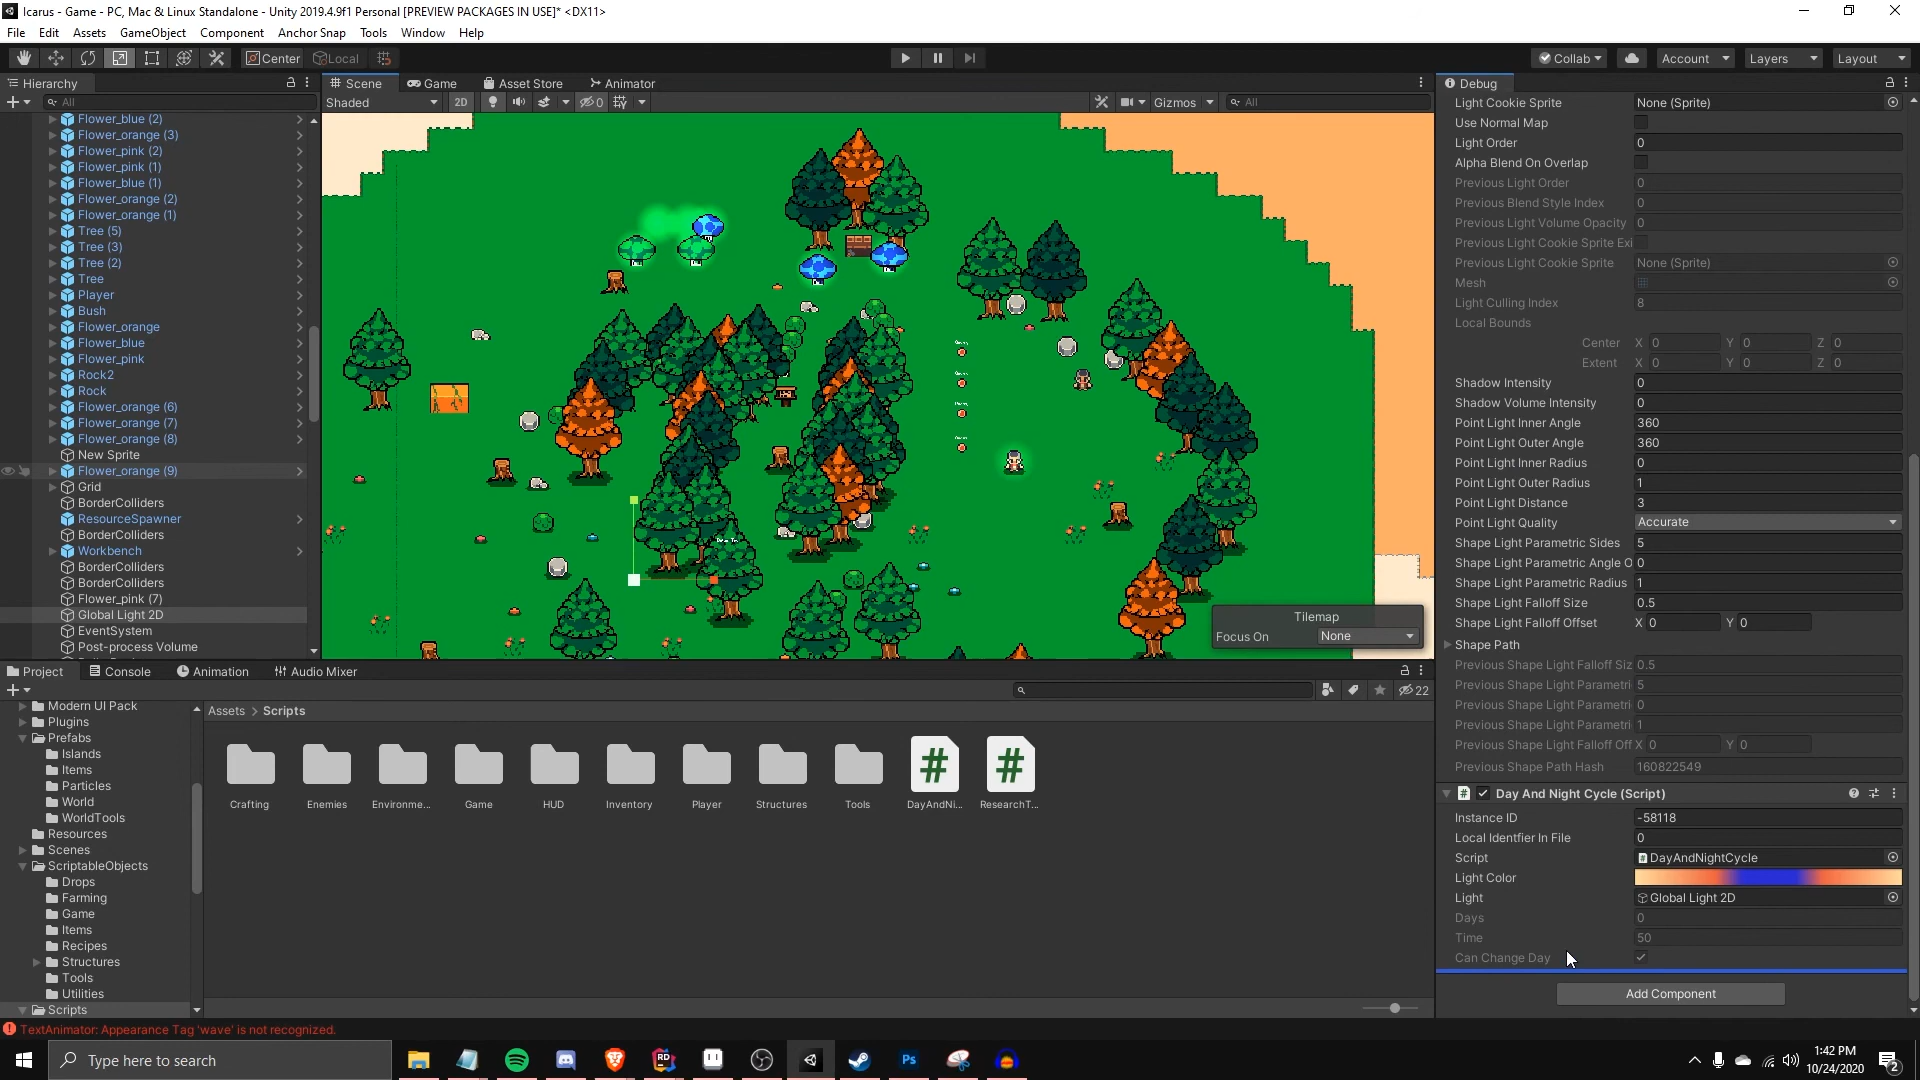 Icarus - Game - PC, Mac & Linux Standalone - Unity 2019.4.9f1 Personal [PREVIEW PACKAGES IN USE]* <DX11>
File Edit Assets GameObject Component Anchor Snap Tools Window Help
Center Local Collab Account Layers Layout
Hierarchy
All
Flower_blue (2)
Flower_orange (3)
Flower_pink (2)
Flower_pink (1)
Flower_blue (1)
Flower_orange (2)
Flower_orange (1)
Tree (5)
Tree (3)
Tree (2)
Tree
Player
Bush
Flower_orange
Flower_blue
Flower_pink
Rock2
Rock
Flower_orange (6)
Flower_orange (7)
Flower_orange (8)
New Sprite
Flower_orange (9)
Grid
BorderColliders
ResourceSpawner
BorderColliders
Workbench
BorderColliders
BorderColliders
Flower_pink (7)
Global Light 2D
EventSystem
Post-process Volume
Scene Game Asset Store Animator
Shaded 2D 0 Gizmos All
Tilemap
Focus On None
Debug
Light Cookie Sprite None (Sprite)
Use Normal Map
Light Order 0
Alpha Blend On Overlap
Previous Light Order 0
Previous Blend Style Index 0
Previous Light Volume Opacity 0
Previous Light Cookie Sprite Exi
Previous Light Cookie Sprite None (Sprite)
Mesh
Light Culling Index 8
Local Bounds
Center X 0 Y 0 Z 0
Extent X 0 Y 0 Z 0
Shadow Intensity 0
Shadow Volume Intensity 0
Point Light Inner Angle 360
Point Light Outer Angle 360
Point Light Inner Radius 0
Point Light Outer Radius 1
Point Light Distance 3
Point Light Quality Accurate
Shape Light Parametric Sides 5
Shape Light Parametric Angle O 0
Shape Light Parametric Radius 1
Shape Light Falloff Size 0.5
Shape Light Falloff Offset X 0 Y 0
Shape Path
Previous Shape Light Falloff Siz 0.5
Previous Shape Light Parametri 5
Previous Shape Light Parametri 0
Previous Shape Light Parametri 1
Previous Shape Light Falloff Off X 0 Y 0
Previous Shape Path Hash 160822549
# Day And Night Cycle (Script)
Instance ID -58118
Local Identfier In File 0
Script DayAndNightCycle
Light Color
Light Global Light 2D
Days 0
Time 50
Can Change Day
Add Component
Project Console Animation Audio Mixer
22
Modern UI Pack
Plugins
Prefabs
Islands
Items
Particles
World
WorldTools
Resources
Scenes
ScriptableObjects
Drops
Farming
Game
Items
Recipes
Structures
Tools
Utilities
Scripts
Assets > Scripts
# #
Crafting Enemies Environme... Game HUD Inventory Player Structures Tools DayAndNi... ResearchT...
TextAnimator: Appearance Tag 'wave' is not recognized.
Type here to search
RD
Ps
1:42 PM
10/24/2020
2